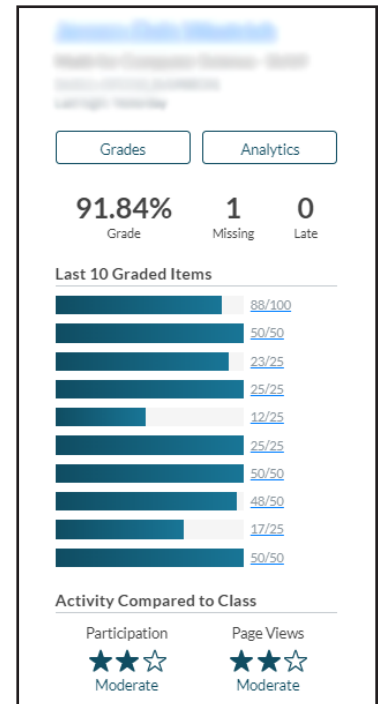 Grades Analytics
91.84% 1 0
Grade Missing Late
Last 10 Graded Items
88/100
50/50
23/25
25/25
12/25
25/25
50/50
48/50
17/25
50/50
Activity Compared to Class
Participation Page Views
Moderate Moderate